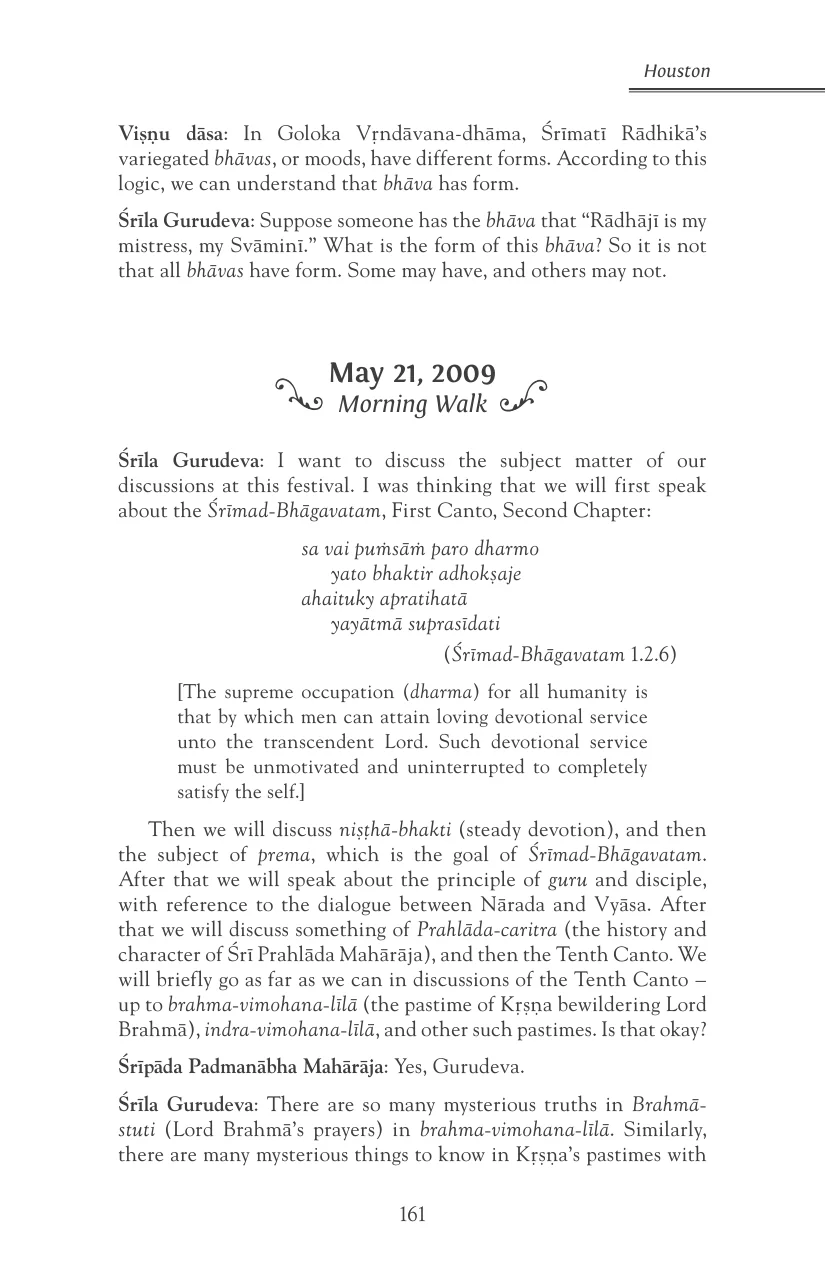 Houston
Viṣṇu dāsa: In Goloka Vṛndāvana-dhāma, Śrīmatī Rādhikā’s
variegated bhāvas, or moods, have different forms. According to this
logic, we can understand that bhāva has form.
Śrīla Gurudeva: Suppose someone has the bhāva that “Rādhājī is my
mistress, my Svāminī.” What is the form of this bhāva? So it is not
that all bhāvas have form. Some may have, and others may not.
May 21, 2009
Morning Walk
Śrīla Gurudeva: I want to discuss the subject matter of our
discussions at this festival. I was thinking that we will first speak
about the Śrīmad-Bhāgavatam, First Canto, Second Chapter:
sa vai puṁsāṁ paro dharmo
yato bhaktir adhokṣaje
ahaituky apratihatā
yayātmā suprasīdati
(Śrīmad-Bhāgavatam 1.2.6)
[The supreme occupation (dharma) for all humanity is
that by which men can attain loving devotional service
unto the transcendent Lord. Such devotional service
must be unmotivated and uninterrupted to completely
satisfy the self.]
Then we will discuss niṣṭhā-bhakti (steady devotion), and then
the subject of prema, which is the goal of Śrīmad-Bhāgavatam.
After that we will speak about the principle of guru and disciple,
with reference to the dialogue between Nārada and Vyāsa. After
that we will discuss something of Prahlāda-caritra (the history and
character of Śrī Prahlāda Mahārāja), and then the Tenth Canto. We
will briefly go as far as we can in discussions of the Tenth Canto –
up to brahma-vimohana-līlā (the pastime of Kṛṣṇa bewildering Lord
Brahmā), indra-vimohana-līlā, and other such pastimes. Is that okay?
Śrīpāda Padmanābha Mahārāja: Yes, Gurudeva.
Śrīla Gurudeva: There are so many mysterious truths in Brahmā-
stuti (Lord Brahmā’s prayers) in brahma-vimohana-līlā. Similarly,
there are many mysterious things to know in Kṛṣṇa’s pastimes with
161